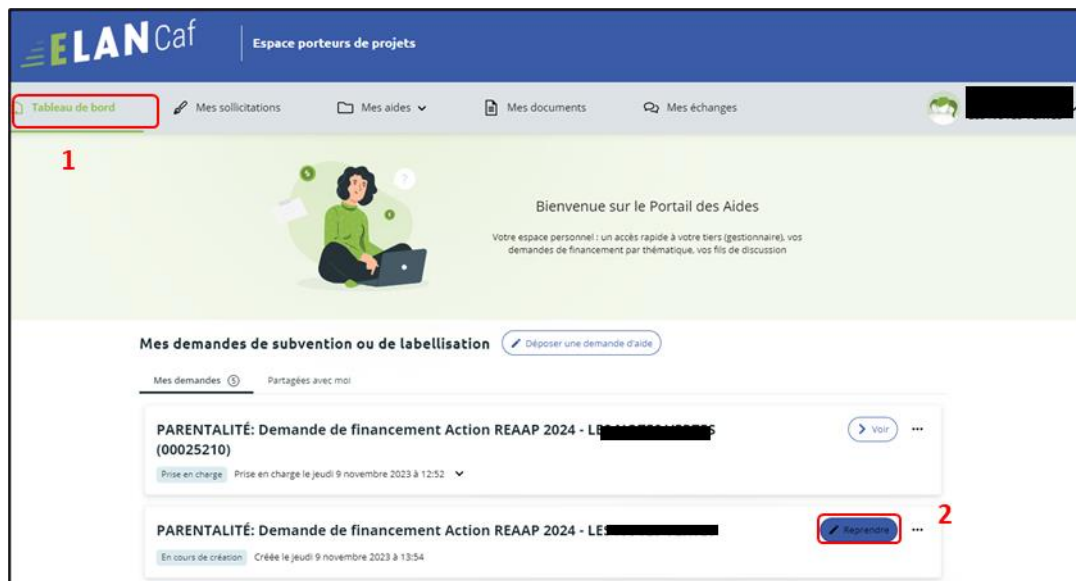 ELAN Caf
Espace porteurs de projets
Tableau de bord
Mes sollicitations
Mes aides
Mes documents
Mes échanges
1
Bienvenue sur le Portail des Aides
Votre espace personnel : un accès rapide à votre tiers (gestionnaire), vos
demandes de financement par thématique, vos fils de discussion
Mes demandes de subvention ou de labellisation
Déposer une demande d'aide
Mes demandes 5
Partagées avec moi
PARENTALITÉ: Demande de financement Action REAAP 2024 -
(00025210)
Voir
...
Prise en charge
Prise en charge le jeudi 9 novembre 2023 à 12:52
PARENTALITÉ: Demande de financement Action REAAP 2024 - LES
Reprendre
...
2
En cours de création
Créée le jeudi 9 novembre 2023 à 13:54